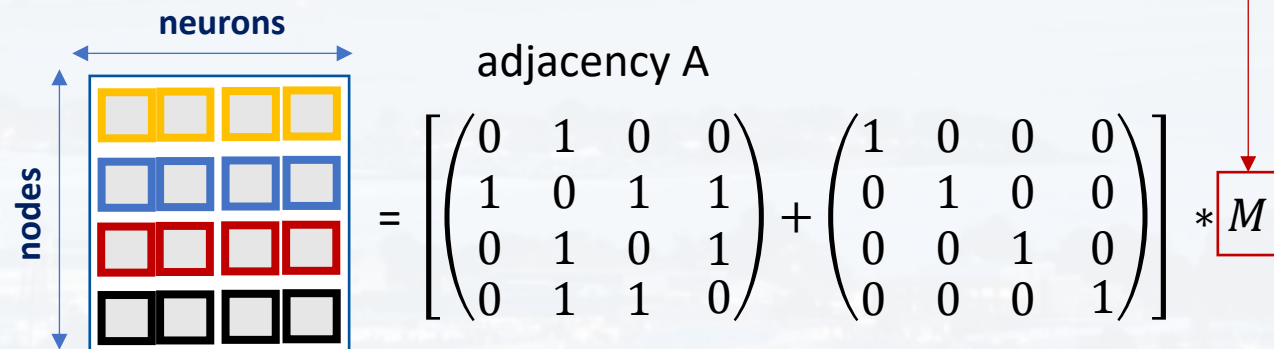 neurons
nodes
adjacency A
= [(0 1 0 0) + (1 0 0 0)] * M
1 0 1 1 0 1 0 0
0 1 0 1 0 0 1 0
0 1 1 0 0 0 0 1